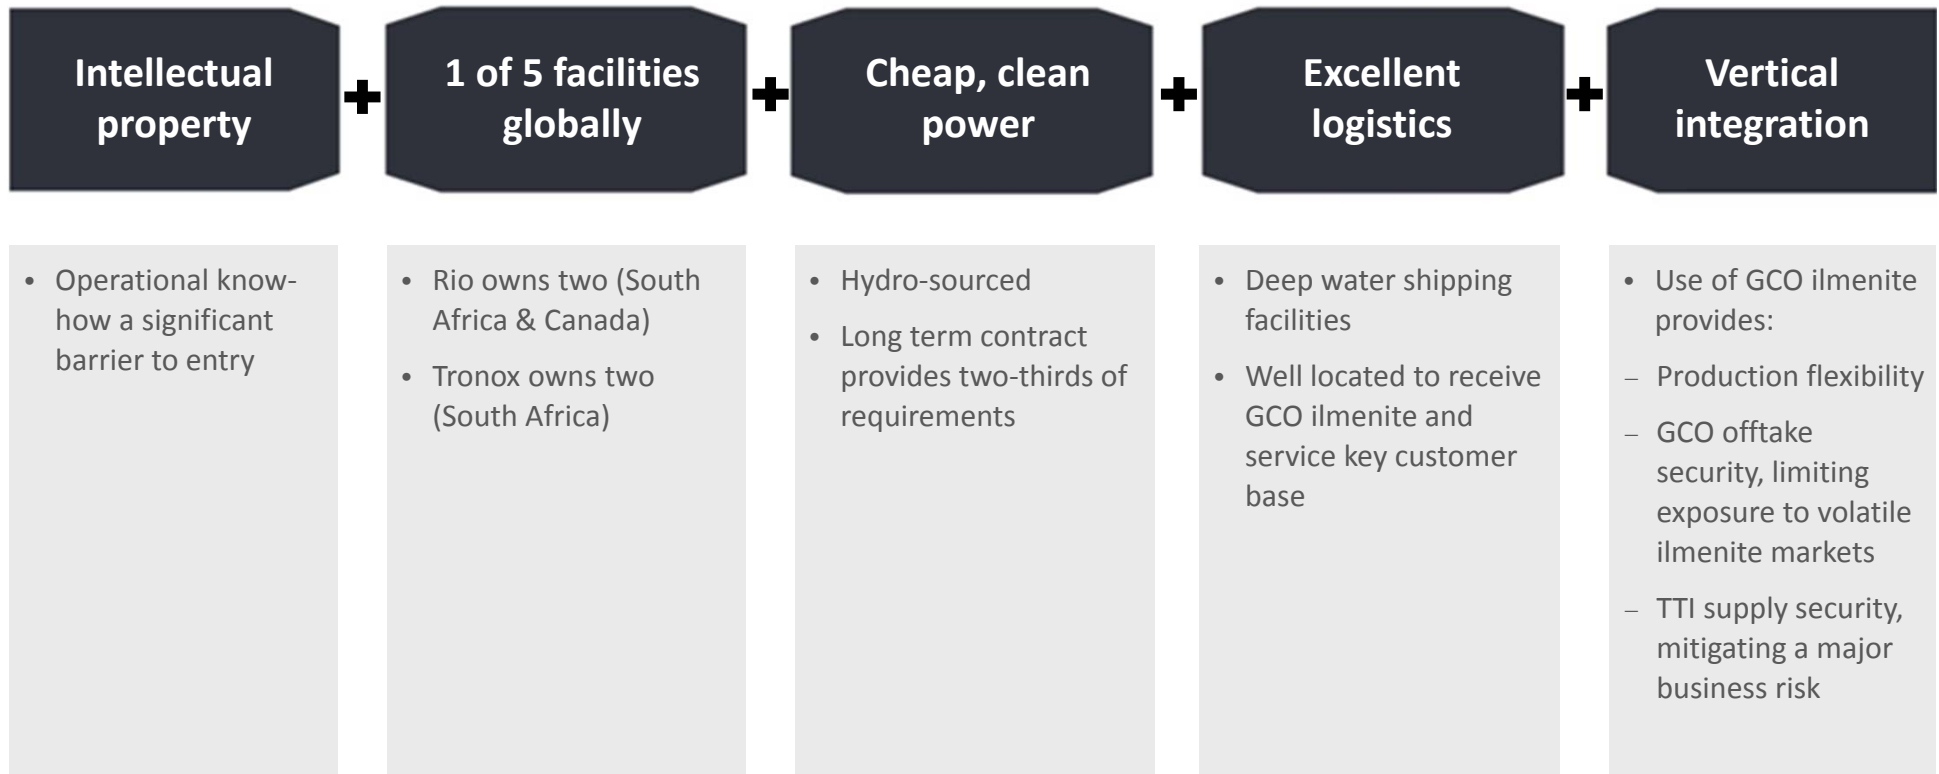 Intellectual
property
1 of 5 facilities
globally
Cheap, clean
power
Excellent
logistics
Vertical
integration
• Operational know-
how a significant
barrier to entry
• Rio owns two (South
Africa & Canada)
• Tronox owns two
(South Africa)
• Hydro-sourced
• Long term contract
provides two-thirds of
requirements
• Deep water shipping
facilities
• Well located to receive
GCO ilmenite and
service key customer
base
• Use of GCO ilmenite
provides:
– Production flexibility
– GCO offtake
security, limiting
exposure to volatile
ilmenite markets
– TTI supply security,
mitigating a major
business risk